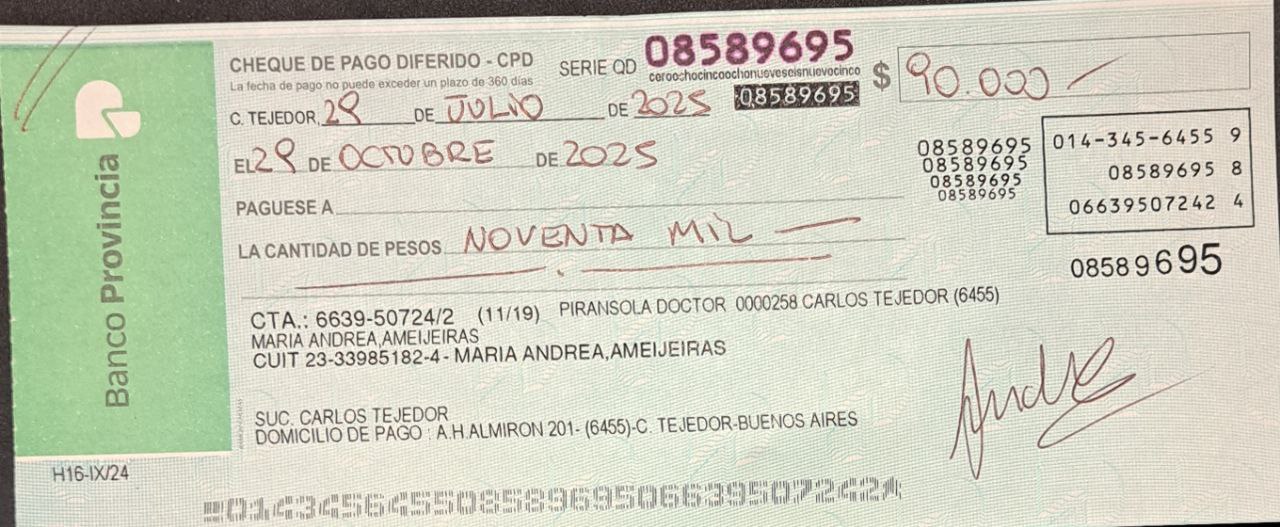 Banco Provincia
CHEQUE DE PAGO DIFERIDO - CPD
La fecha de pago no puede exceder un plazo de 360 días
SERIE QD 08589695
ceroochocincoochonueveseisnuevecinco
08589695
$ 90.000
C. TEJEDOR, 29 DE JULIO DE 2025
EL 29 DE OCTUBRE DE 2025
PAGUESE A
LA CANTIDAD DE PESOS NOVENTA MIL
08589695
08589695
08589695
08589695
014-345-6455 9
08589695 8
06639507242 4
08589695
CTA.: 6639-50724/2 (11/19) PIRANSOLA DOCTOR 0000258 CARLOS TEJEDOR (6455)
MARIA ANDREA,AMEIJEIRAS
CUIT 23-33985182-4- MARIA ANDREA,AMEIJEIRAS
SUC. CARLOS TEJEDOR
DOMICILIO DE PAGO : A.H.ALMIRON 201- (6455)-C. TEJEDOR-BUENOS AIRES
H16-IX/24
01434564550858969506639507242